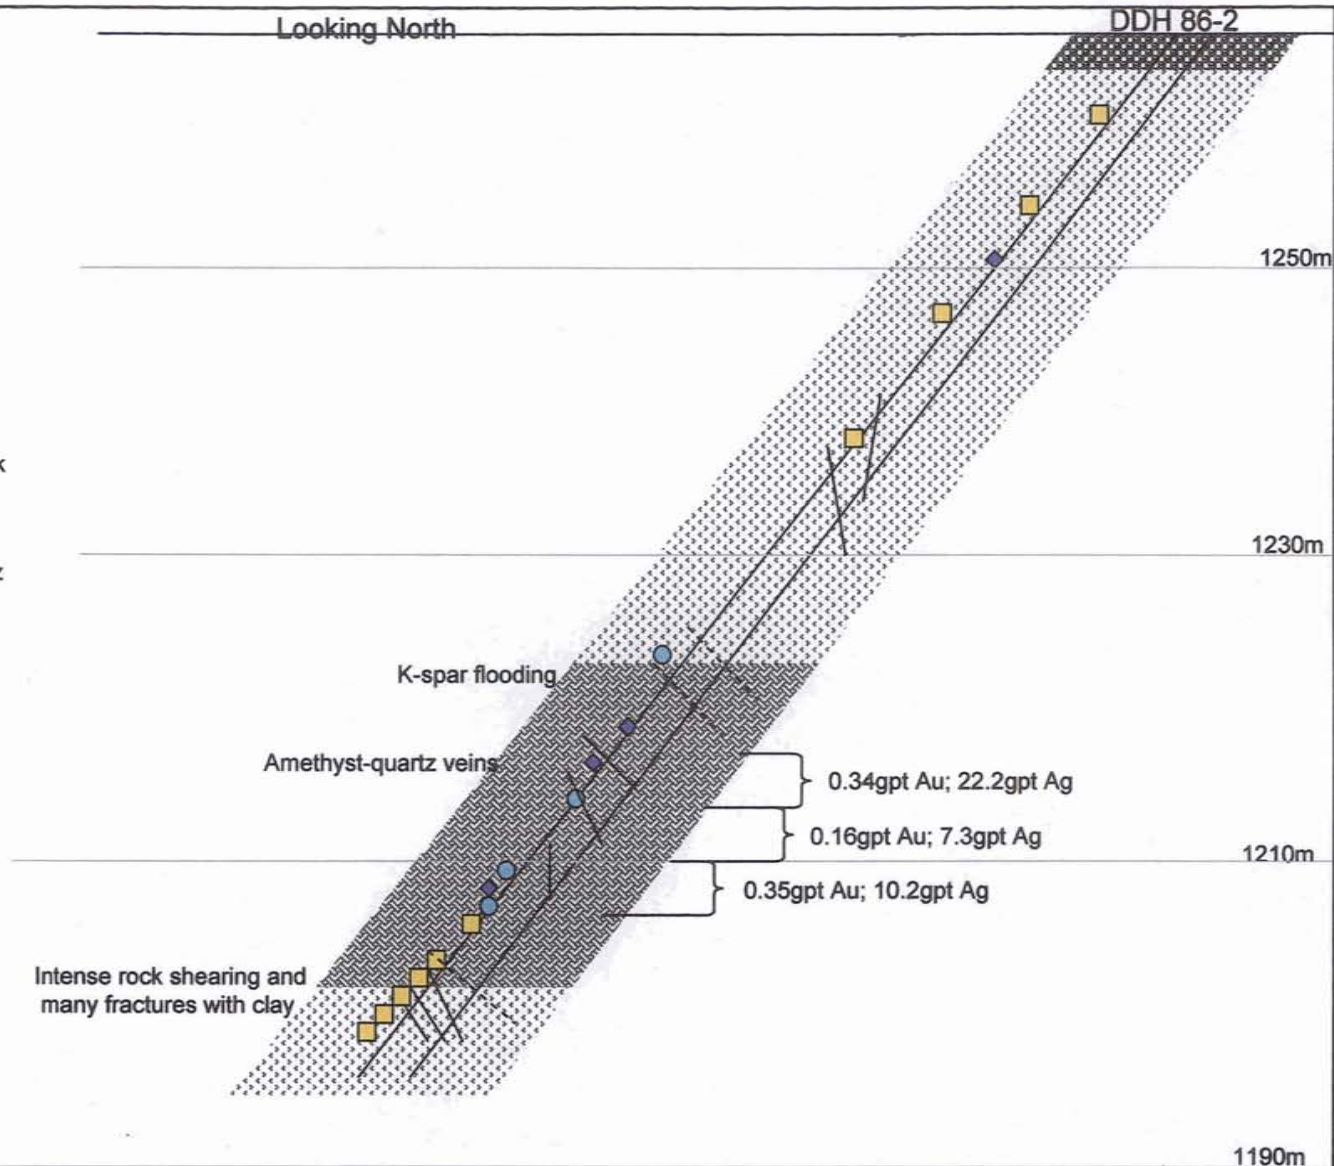 Looking North
DDH 86-2
1250m
k
1230m
z
K-spar flooding
Amethyst-quartz veins
0.34gpt Au; 22.2gpt Ag
0.16gpt Au; 7.3gpt Ag
1210m
0.35gpt Au; 10.2gpt Ag
Intense rock shearing and
many fractures with clay
1190m